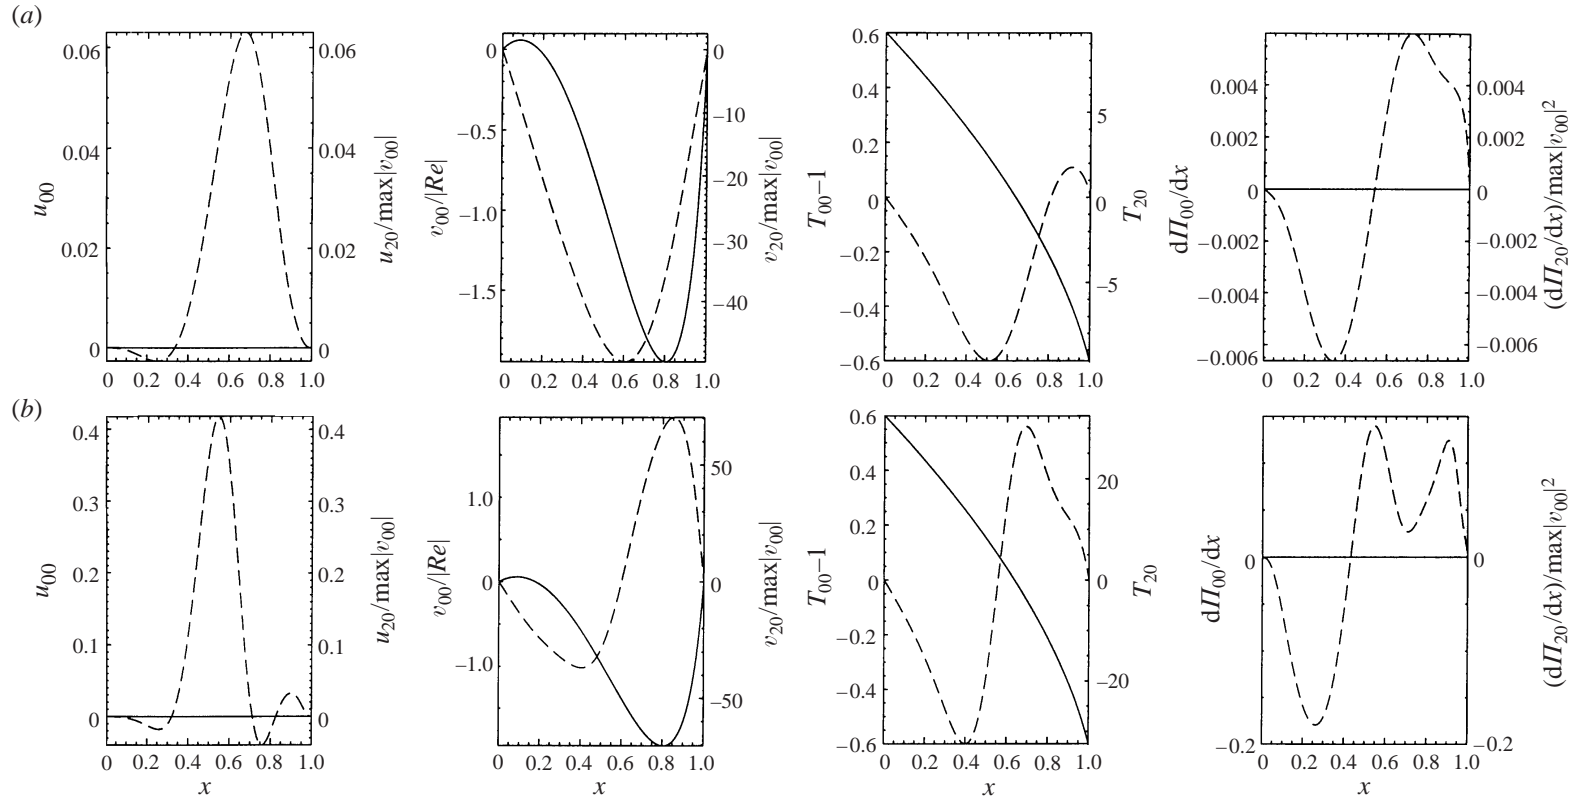 (a)
0.06
0.04
0.02
0
u00
0.06
0.04
0.02
0
u20/max|v00|
0 0.2 0.4 0.6 0.8 1.0
0
–0.5
–1.0
–1.5
v00/|Re|
0
–10
–20
–30
–40
v20/max|v00|
0 0.2 0.4 0.6 0.8 1.0
0.6
0.4
0.2
0
–0.2
–0.4
–0.6
T00–1
5
0
–5
T20
0 0.2 0.4 0.6 0.8 1.0
0.004
0.002
0
–0.002
–0.004
–0.006
dΠ00/dx
0.004
0.002
0
–0.002
–0.004
–0.006
(dΠ20/dx)/max|v00|²
0 0.2 0.4 0.6 0.8 1.0
(b)
0.4
0.3
0.2
0.1
0
u00
0.4
0.3
0.2
0.1
0
u20/max|v00|
0 0.2 0.4 0.6 0.8 1.0
x
1.0
0
–1.0
v00/|Re|
50
0
–50
v20/max|v00|
0 0.2 0.4 0.6 0.8 1.0
x
0.6
0.4
0.2
0
–0.2
–0.4
–0.6
T00–1
20
0
–20
T20
0 0.2 0.4 0.6 0.8 1.0
x
0
–0.2
dΠ00/dx
0
–0.2
(dΠ20/dx)/max|v00|²
0 0.2 0.4 0.6 0.8 1.0
x